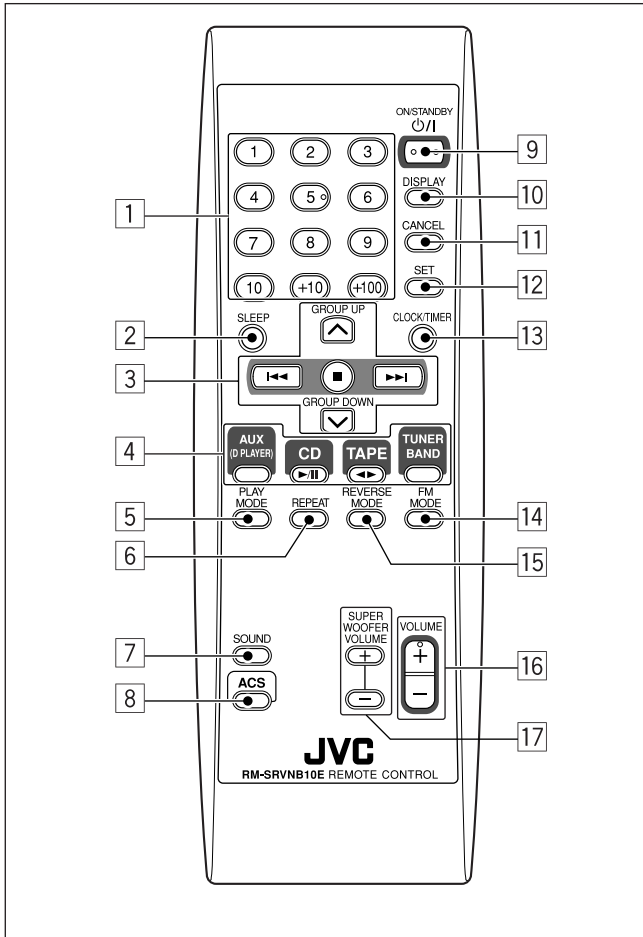 ON/STANDBY
⏻/I
1 2 3
9
DISPLAY
10
4 5 6
1
CANCEL
11
7 8 9
SET
12
10 +10 +100
GROUP UP
SLEEP
CLOCK/TIMER
2
13
3
GROUP DOWN
4
AUX
(D PLAYER)
CD
TAPE
TUNER
BAND
PLAY
MODE
REPEAT
REVERSE
MODE
FM
MODE
5
14
6
15
SUPER
WOOFER
VOLUME
VOLUME
SOUND
7
+
+
16
ACS
8
−
−
17
JVC
RM-SRVNB10E REMOTE CONTROL